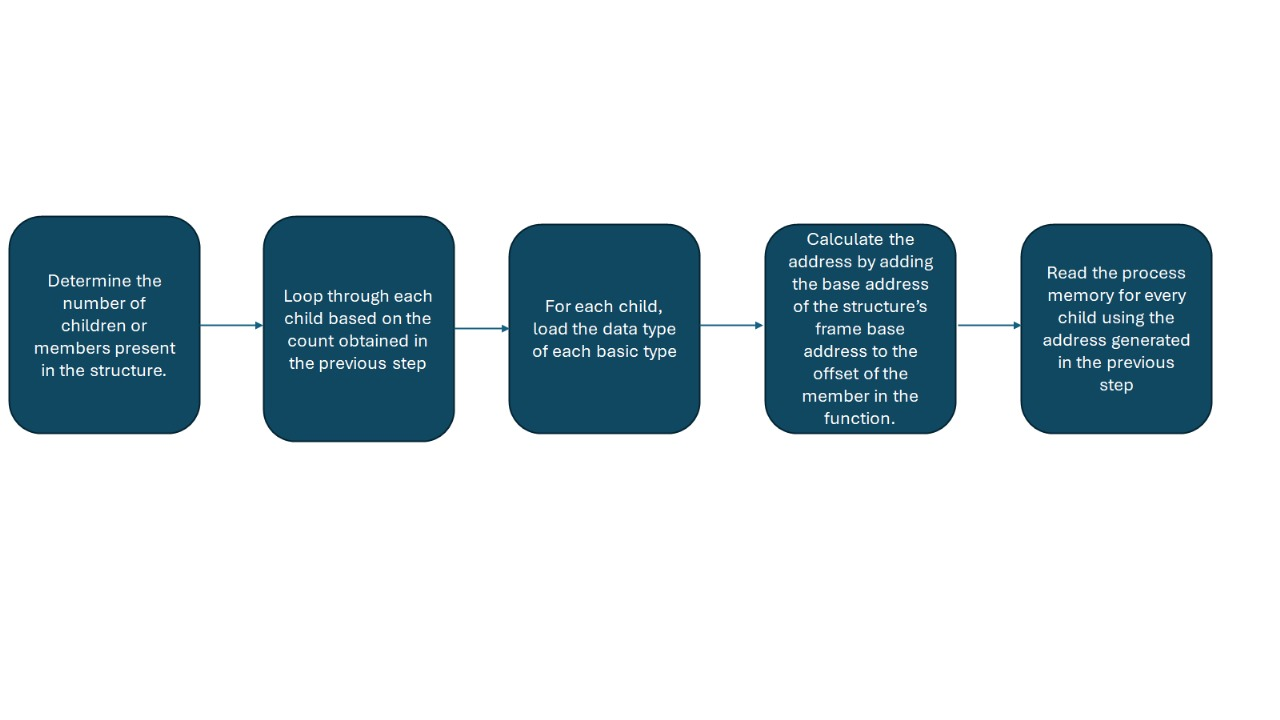 Determine the
number of
children or
members present
in the structure.
Loop through each
child based on the
count obtained in
the previous step
For each child,
load the data type
of each basic type
Calculate the
address by adding
the base address
of the structure’s
frame base
address to the
offset of the
member in the
function.
Read the process
memory for every
child using the
address generated
in the previous
step